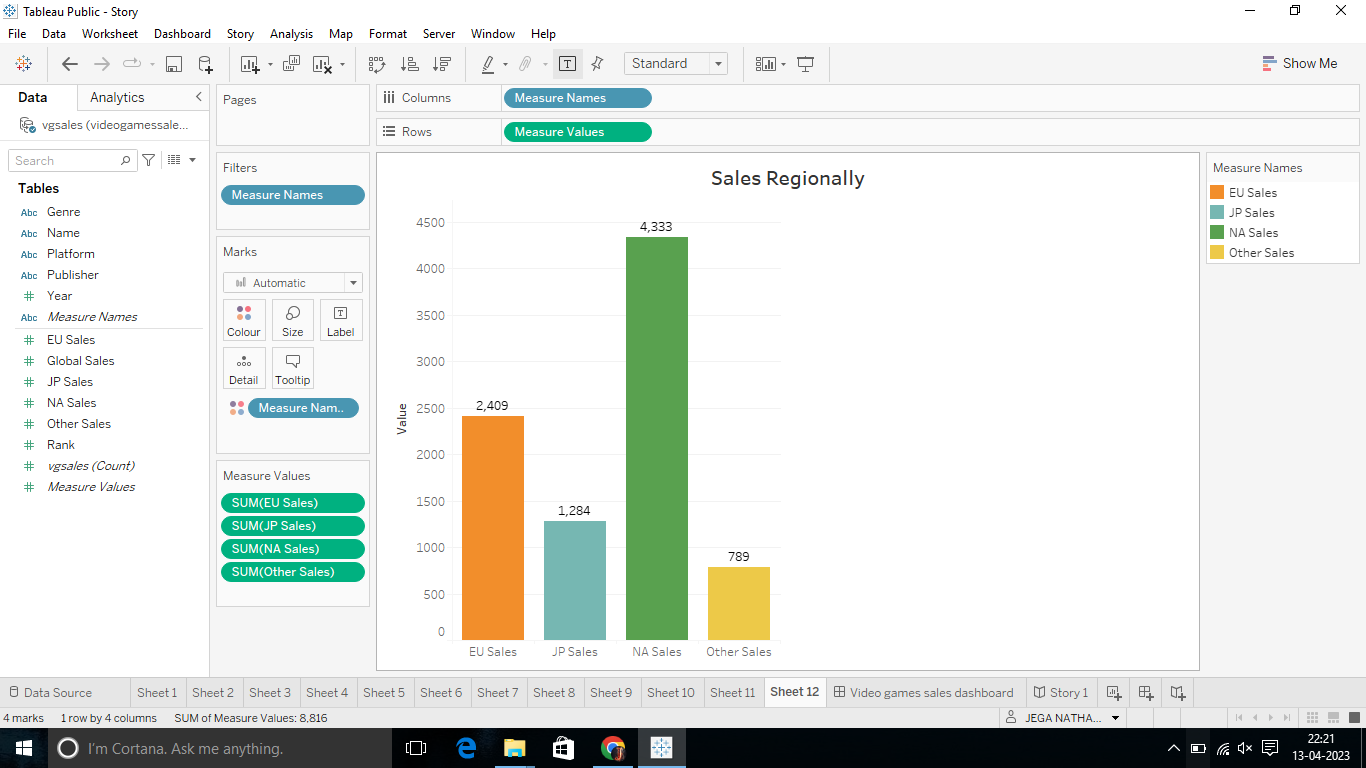 Tableau Public - Story
File Data Worksheet Dashboard Story Analysis Map Format Server Window Help
Standard
Show Me
Data Analytics
vgsales (videogamessale...
Search
Tables
Abc Genre
Abc Name
Abc Platform
Abc Publisher
# Year
Abc Measure Names
# EU Sales
# Global Sales
# JP Sales
# NA Sales
# Other Sales
# Rank
# vgsales (Count)
# Measure Values
Pages
Filters
Measure Names
Marks
Automatic
Colour Size Label
Detail Tooltip
Measure Nam..
Measure Values
SUM(EU Sales)
SUM(JP Sales)
SUM(NA Sales)
SUM(Other Sales)
Columns Measure Names
Rows Measure Values
Sales Regionally
Value
4500
4000
3500
3000
2500
2000
1500
1000
500
0
2,409
1,284
4,333
789
EU Sales JP Sales NA Sales Other Sales
Measure Names
EU Sales
JP Sales
NA Sales
Other Sales
Data Source Sheet 1 Sheet 2 Sheet 3 Sheet 4 Sheet 5 Sheet 6 Sheet 7 Sheet 8 Sheet 9 Sheet 10 Sheet 11 Sheet 12 Video games sales dashboard Story 1
4 marks 1 row by 4 columns SUM of Measure Values: 8,816
JEGA NATHA...
I'm Cortana. Ask me anything.
22:21
13-04-2023